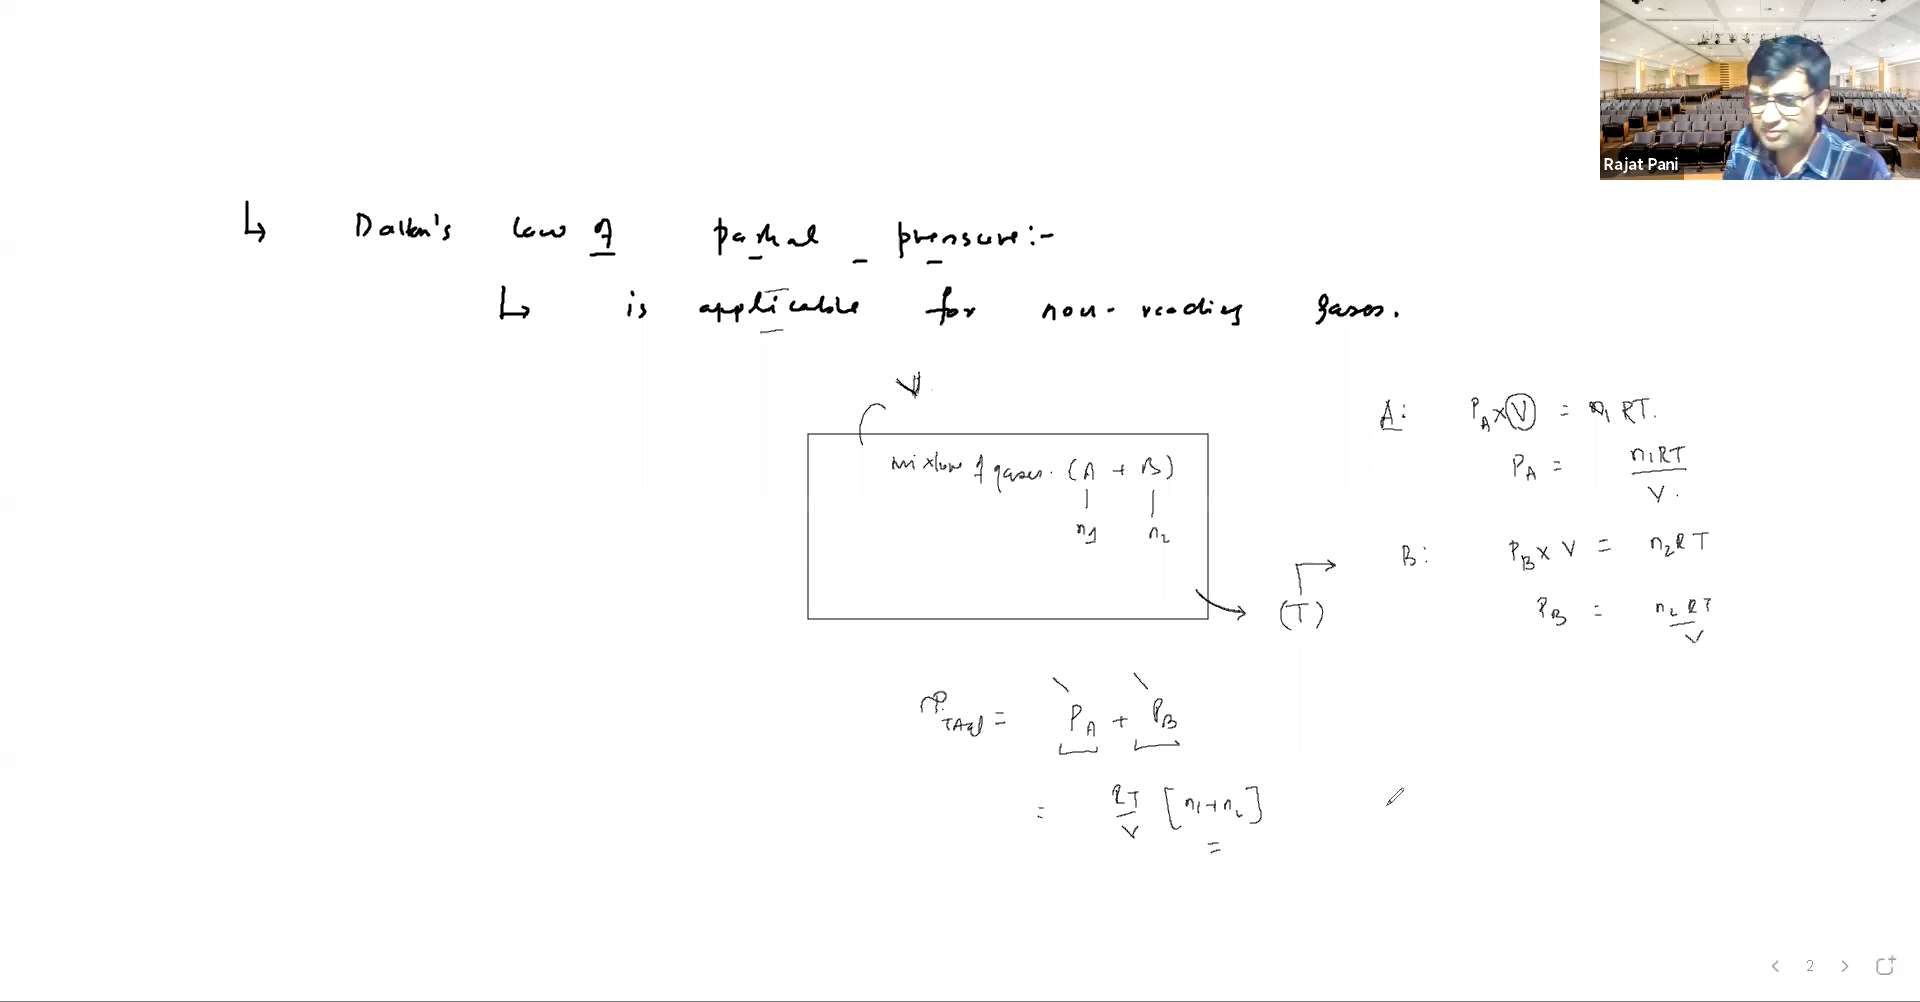 Rajat Pani
↳ Dalton's law of partial pressure:-
↳ is applicable for non-reacting gases.
V
mixture of gases. (A + B)
n1 n2
(T)
A: PA × V = n1 RT.
PA = n1RT / V.
B: PB × V = n2RT
PB = n2RT / V
= PA + PB
= RT/V [n1+n2]
2